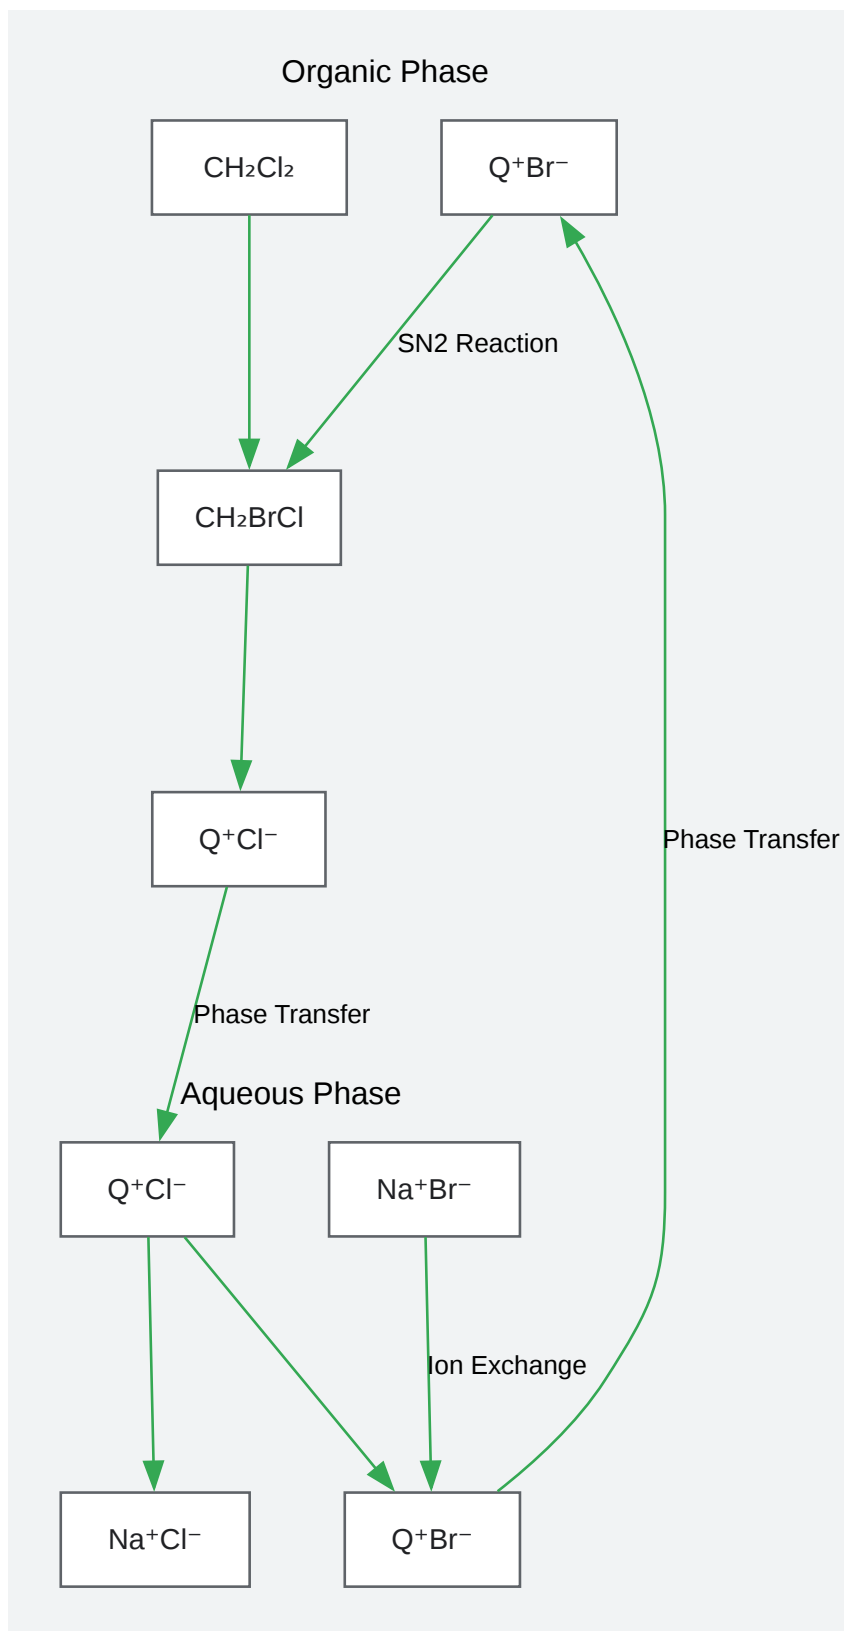 Organic Phase
CH₂Cl₂
Q⁺Br⁻
SN2 Reaction
CH₂BrCl
Q⁺Cl⁻
Phase Transfer
Phase Transfer
Aqueous Phase
Q⁺Cl⁻
Na⁺Br⁻
Ion Exchange
Na⁺Cl⁻
Q⁺Br⁻